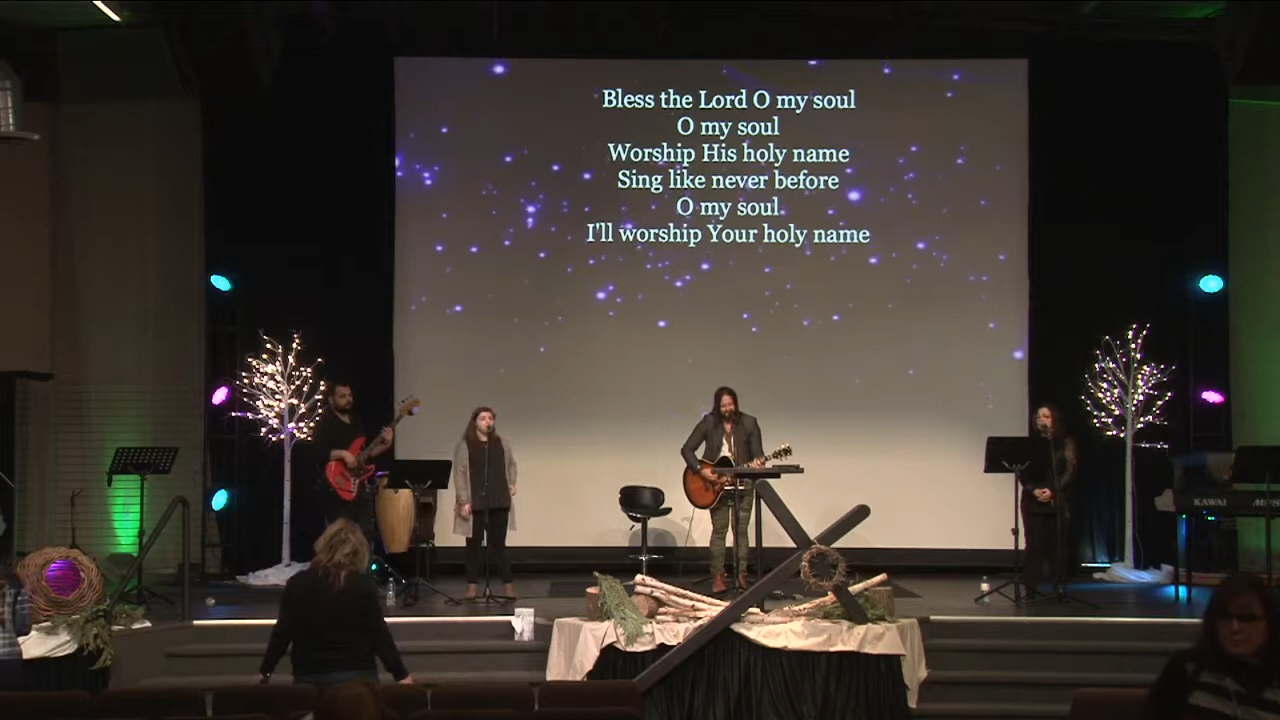 Bless the Lord O my soul
O my soul
Worship His holy name
Sing like never before
O my soul
I'll worship Your holy name
KAWAI